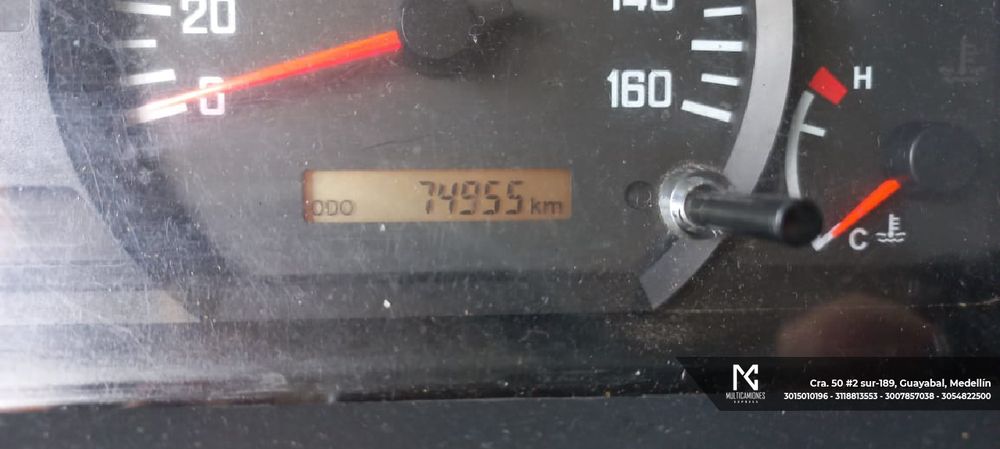 20
140
0
160
H
ODO 74955 km
C
MULTICAMIONES
EXPRESS
Cra. 50 #2 sur-189, Guayabal, Medellín
3015010196 - 3118813553 - 3007857038 - 3054822500